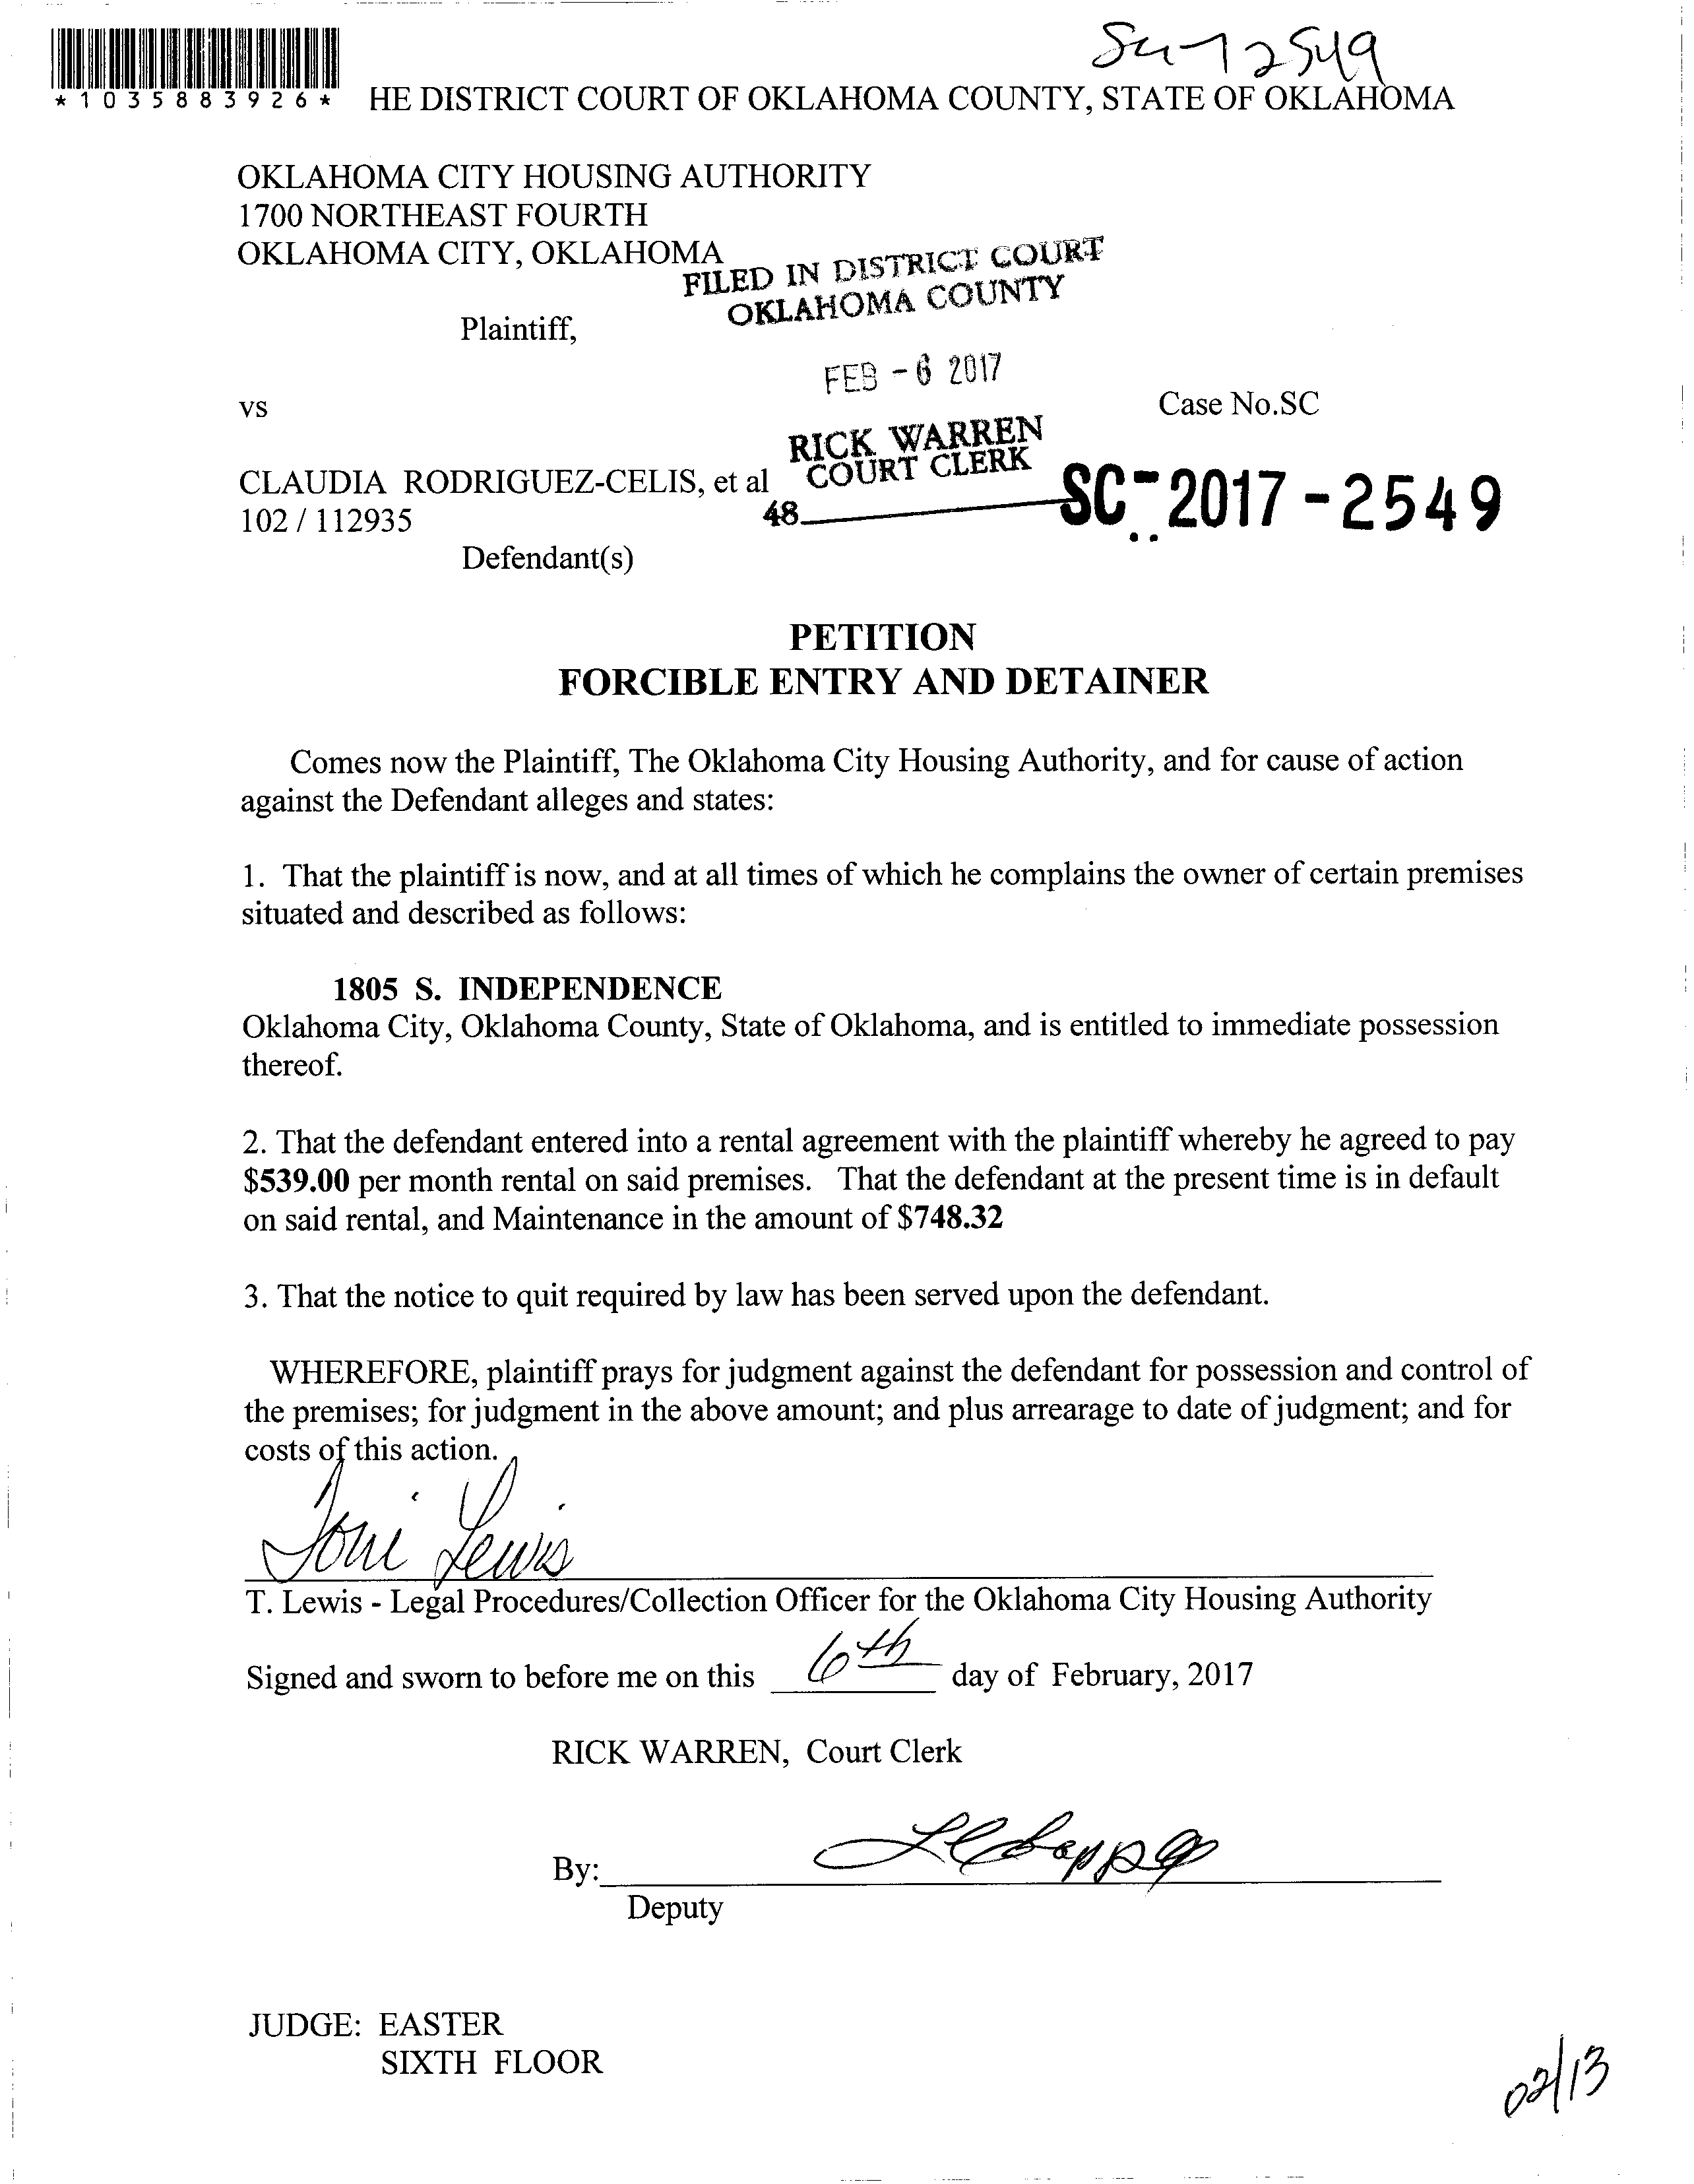 *1035883926*
HE DISTRICT COURT OF OKLAHOMA COUNTY, STATE OF OKLAHOMA
OKLAHOMA CITY HOUSING AUTHORITY
1700 NORTHEAST FOURTH
OKLAHOMA CITY, OKLAHOMA
FILED IN DISTRICT COURT
OKLAHOMA COUNTY
Plaintiff,
FEB - 6 2017
vs
Case No.SC
RICK WARREN
COURT CLERK
CLAUDIA RODRIGUEZ-CELIS, et al
48
SC-2017-2549
102 / 112935
Defendant(s)
PETITION
FORCIBLE ENTRY AND DETAINER
Comes now the Plaintiff, The Oklahoma City Housing Authority, and for cause of action
against the Defendant alleges and states:
1. That the plaintiff is now, and at all times of which he complains the owner of certain premises
situated and described as follows:
1805 S. INDEPENDENCE
Oklahoma City, Oklahoma County, State of Oklahoma, and is entitled to immediate possession
thereof.
2. That the defendant entered into a rental agreement with the plaintiff whereby he agreed to pay
$539.00 per month rental on said premises. That the defendant at the present time is in default
on said rental, and Maintenance in the amount of $748.32
3. That the notice to quit required by law has been served upon the defendant.
WHEREFORE, plaintiff prays for judgment against the defendant for possession and control of
the premises; for judgment in the above amount; and plus arrearage to date of judgment; and for
costs of this action.
Toni Lewis
T. Lewis - Legal Procedures/Collection Officer for the Oklahoma City Housing Authority
Signed and sworn to before me on this 6th day of February, 2017
RICK WARREN, Court Clerk
By:
Deputy
JUDGE: EASTER
SIXTH FLOOR
02/13